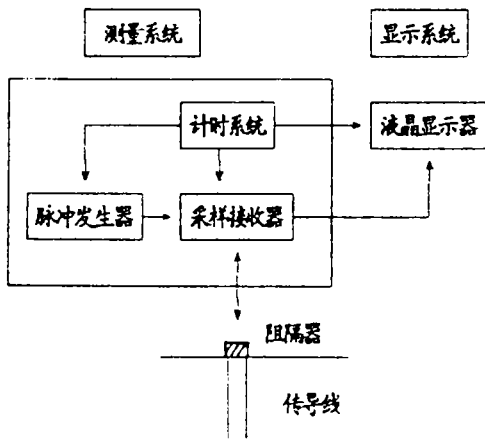 测量系统
显示系统
计时系统
液晶显示器
脉冲发生器
采样接收器
阻隔器
传导线